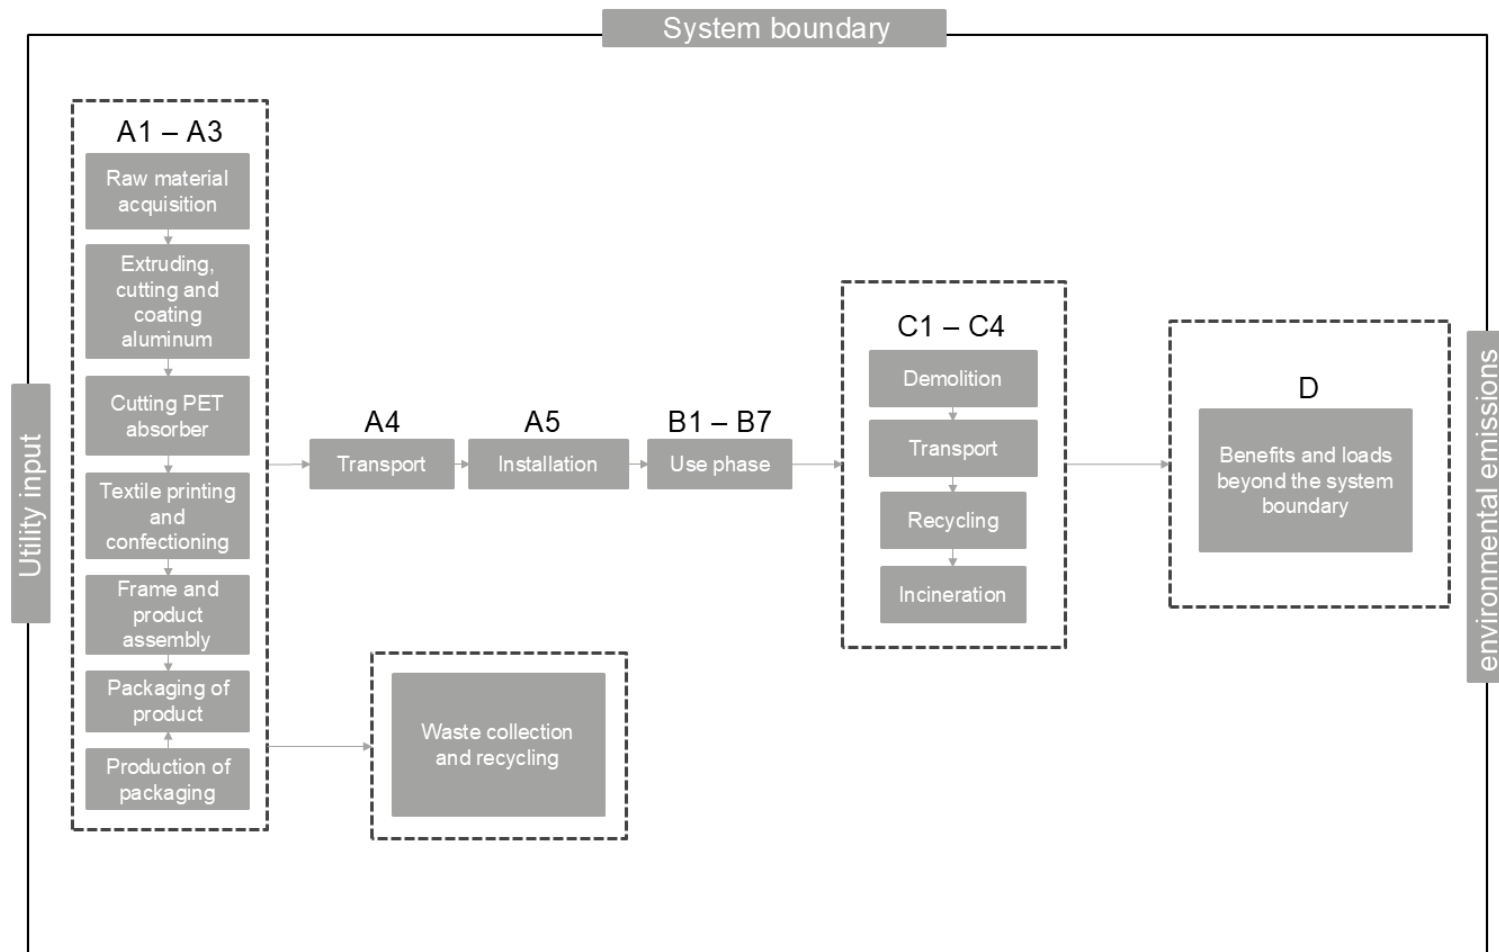 System boundary
A1 – A3
Raw material
acquisition
Extruding,
cutting and
coating
aluminum
Cutting PET
absorber
Textile printing
and
confectioning
Frame and
product
assembly
Packaging of
product
Production of
packaging
Utility input
A4
Transport
A5
Installation
B1 – B7
Use phase
Waste collection
and recycling
C1 – C4
Demolition
Transport
Recycling
Incineration
D
Benefits and loads
beyond the system
boundary
environmental emissions